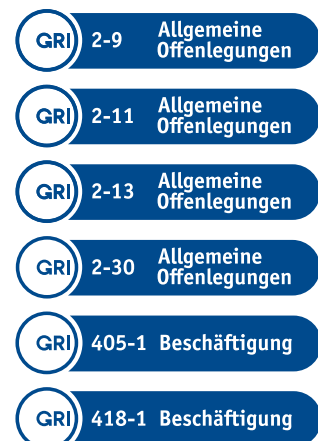 GRI 2-9 Allgemeine
Offenlegungen
GRI 2-11 Allgemeine
Offenlegungen
GRI 2-13 Allgemeine
Offenlegungen
GRI 2-30 Allgemeine
Offenlegungen
GRI 405-1 Beschäftigung
GRI 418-1 Beschäftigung